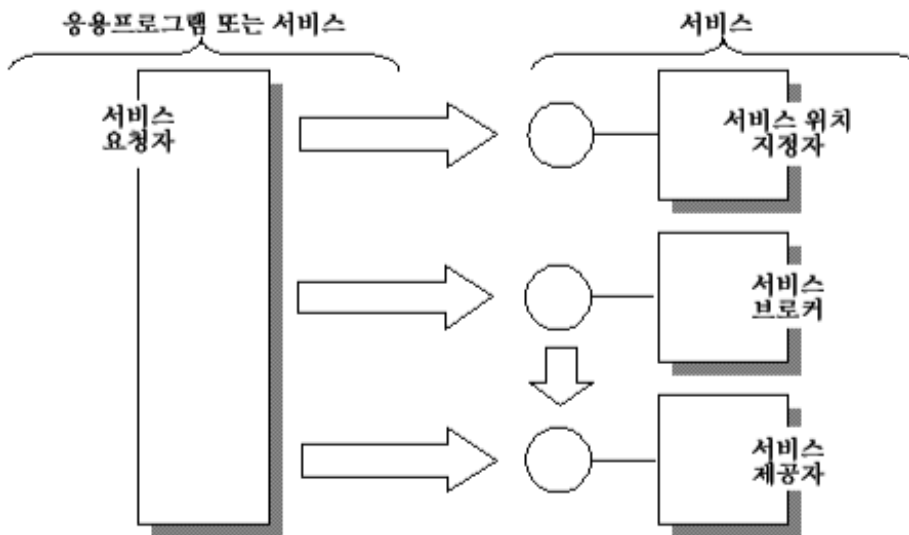 응용프로그램 또는 서비스
서비스
서비스
요청자
서비스 위치
지정자
서비스
브로커
서비스
제공자